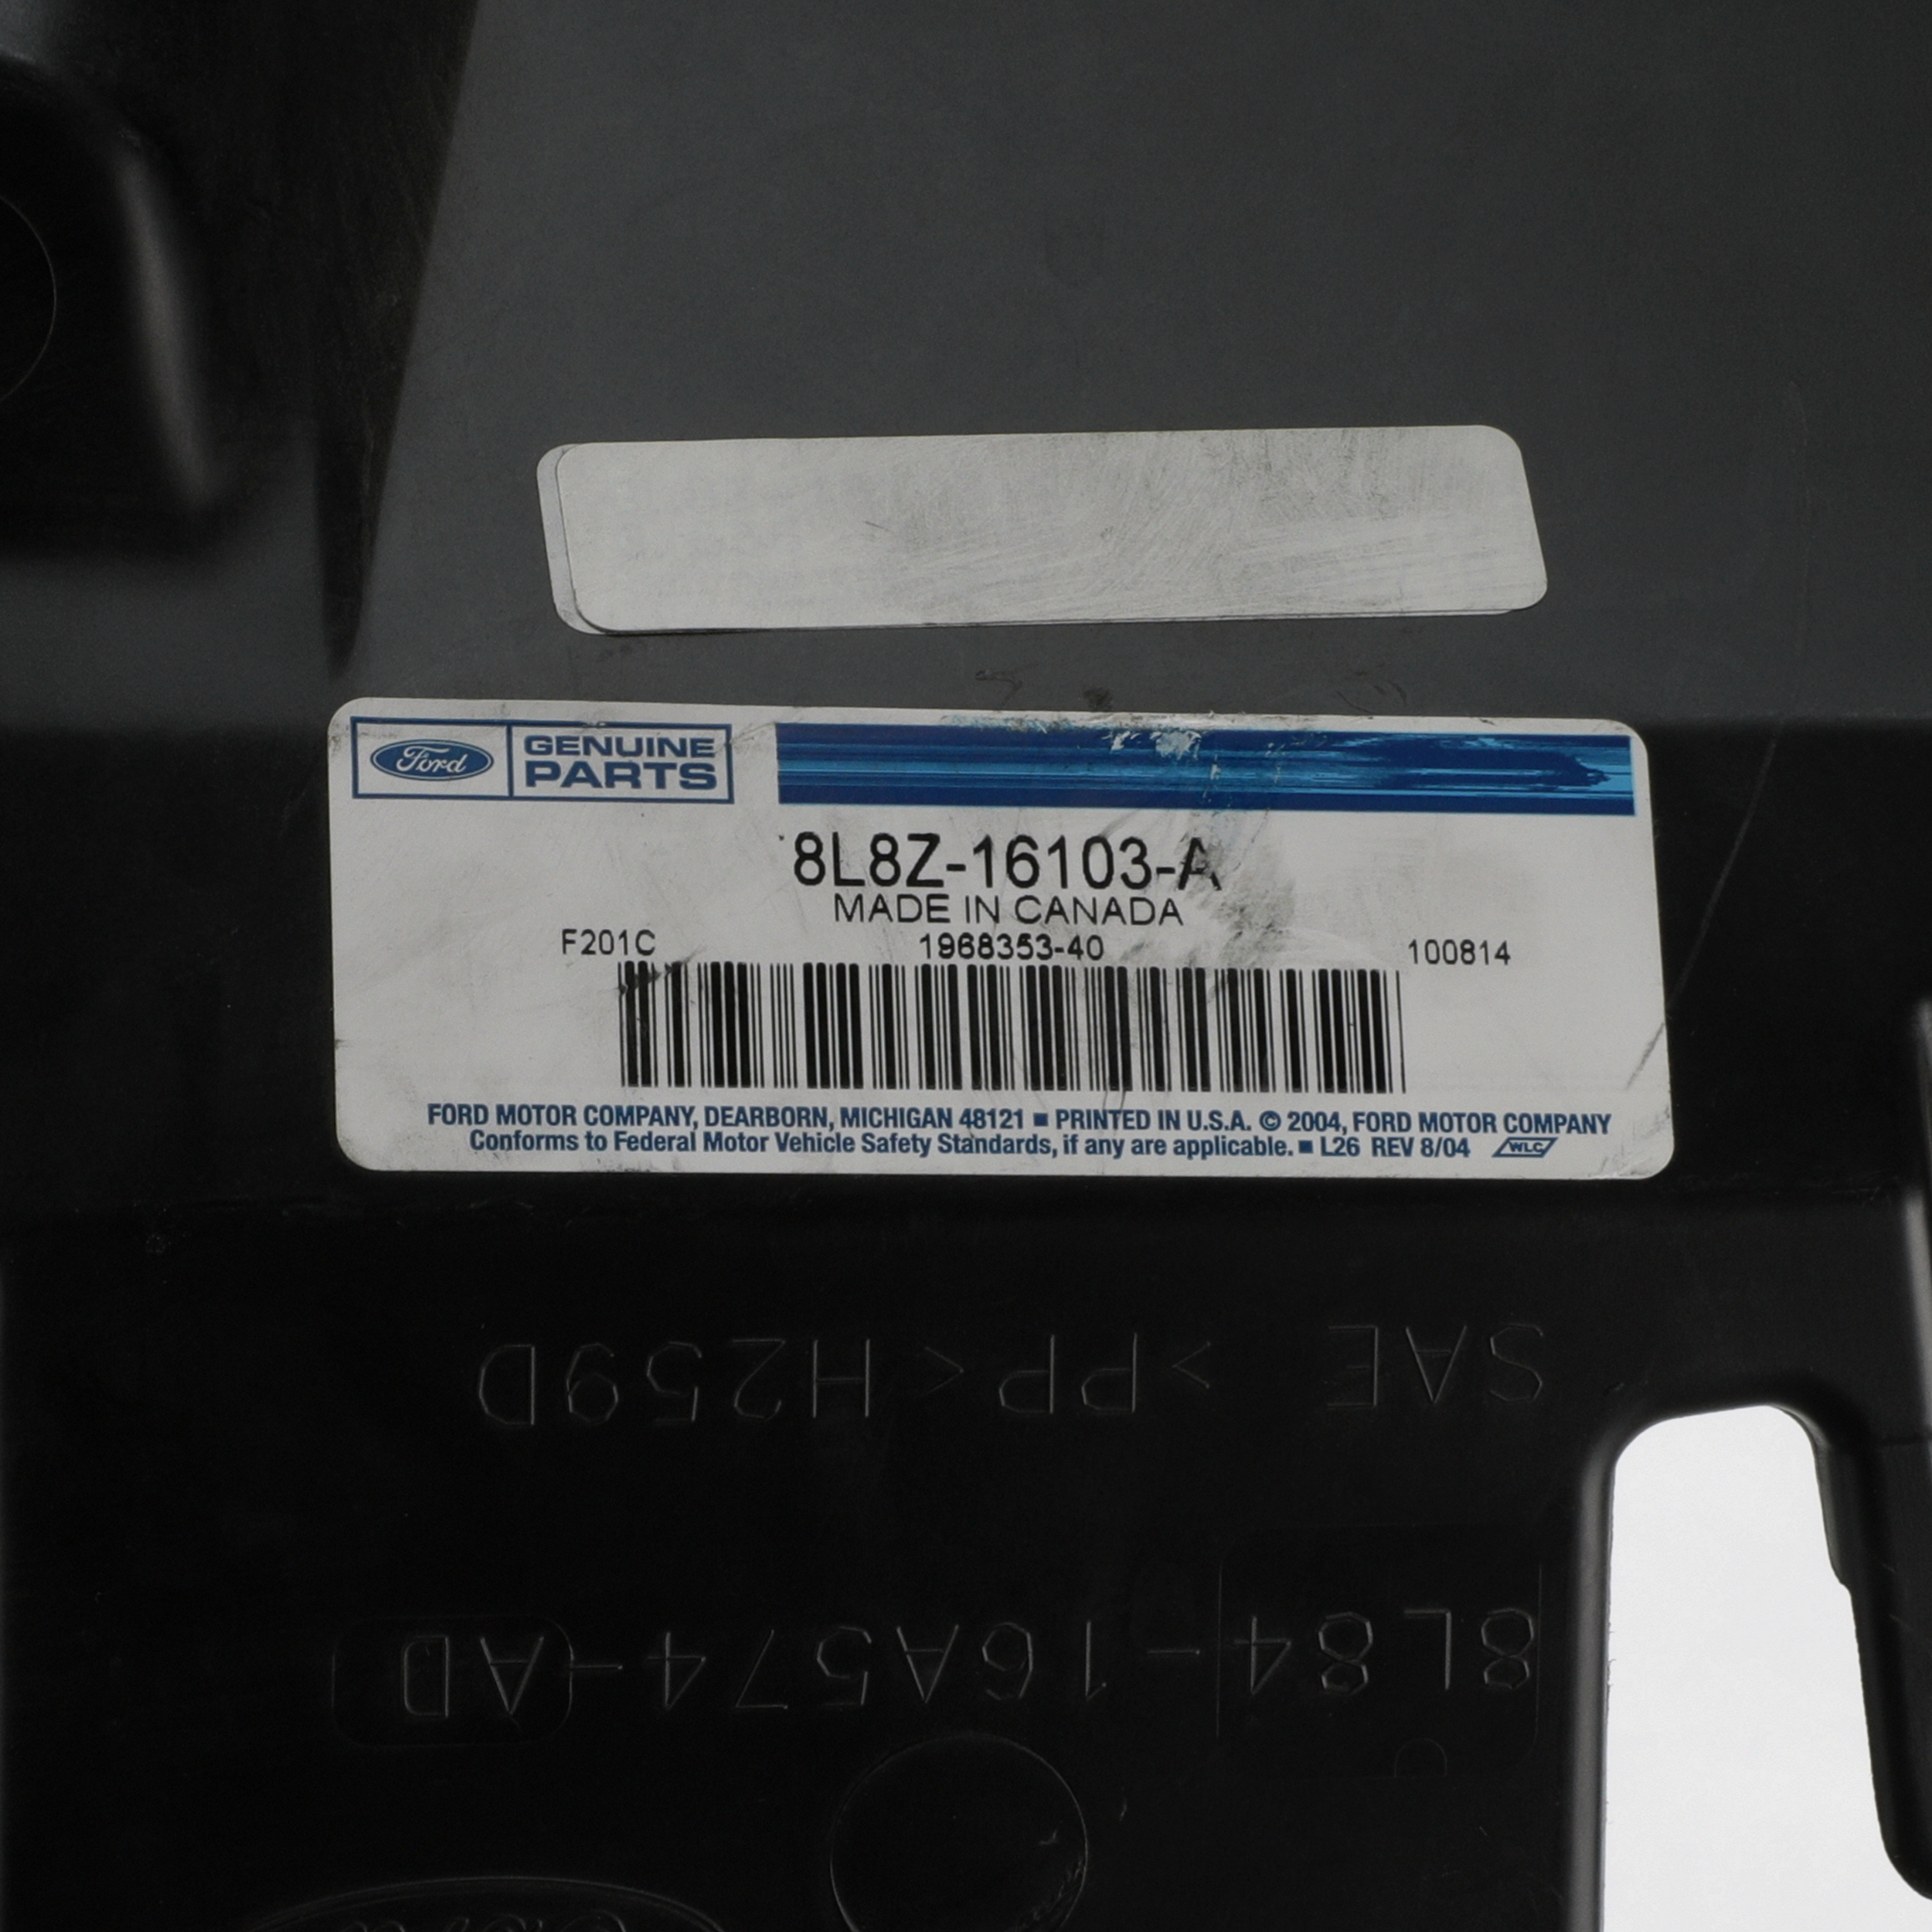 Ford GENUINE PARTS
8L8Z-16103-A
MADE IN CANADA
F201C 1968353-40 100814
FORD MOTOR COMPANY, DEARBORN, MICHIGAN 48121 ■ PRINTED IN U.S.A. © 2004, FORD MOTOR COMPANY
Conforms to Federal Motor Vehicle Safety Standards, if any are applicable. ■ L26 REV 8/04 WLC
SAE >PP<H259D
8L84-16A574-AD